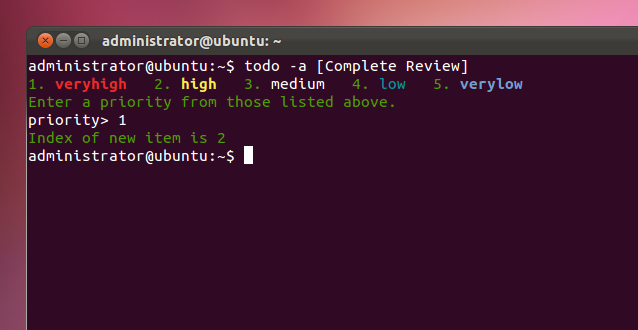 administrator@ubuntu: ~
administrator@ubuntu:~$ todo -a [Complete Review]
1. veryhigh   2. high   3. medium   4. low   5. verylow
Enter a priority from those listed above.
priority> 1
Index of new item is 2
administrator@ubuntu:~$